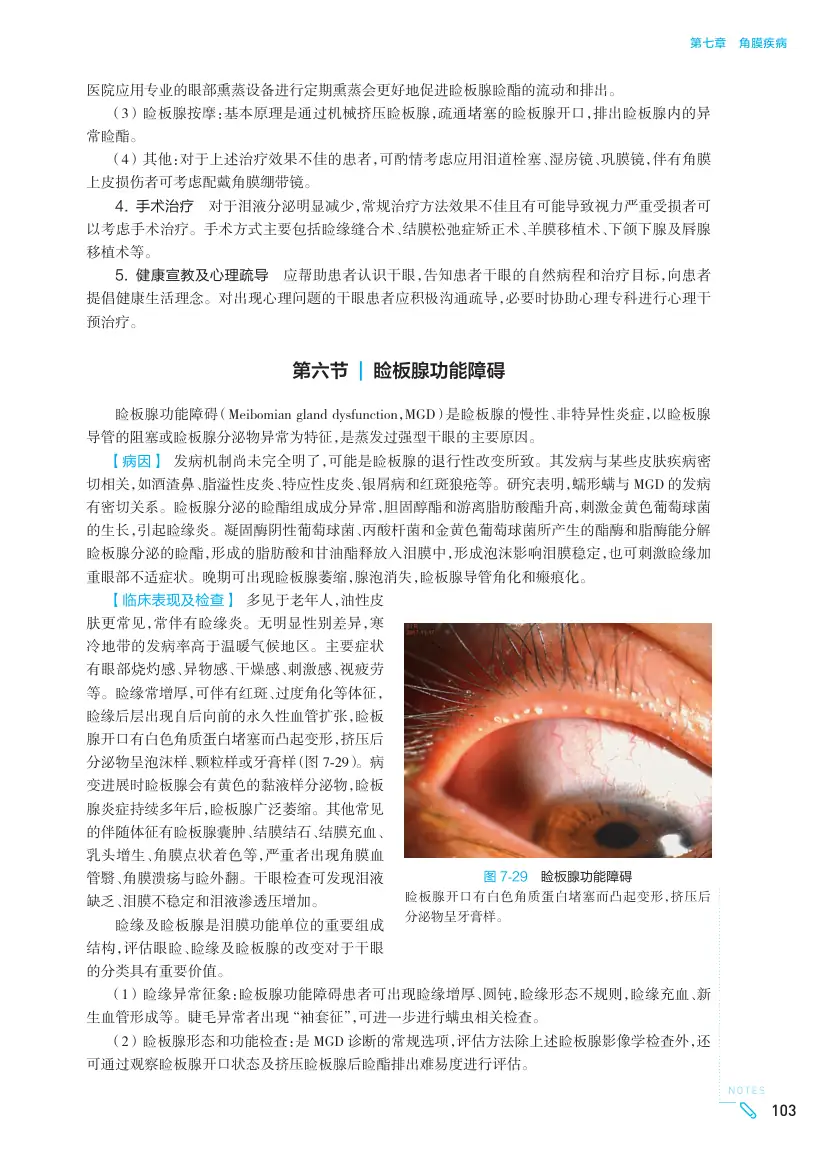 第七章 角膜疾病
医院应用专业的眼部熏蒸设备进行定期熏蒸会更好地促进睑板腺睑酯的流动和排出。
（3）睑板腺按摩：基本原理是通过机械挤压睑板腺，疏通堵塞的睑板腺开口，排出睑板腺内的异
常睑酯。
（4）其他：对于上述治疗效果不佳的患者，可酌情考虑应用泪道栓塞、湿房镜、巩膜镜，伴有角膜
上皮损伤者可考虑配戴角膜绷带镜。
4. 手术治疗 对于泪液分泌明显减少，常规治疗方法效果不佳且有可能导致视力严重受损者可
以考虑手术治疗。手术方式主要包括睑缘缝合术、结膜松弛症矫正术、羊膜移植术、下颌下腺及唇腺
移植术等。
5. 健康宣教及心理疏导 应帮助患者认识干眼，告知患者干眼的自然病程和治疗目标，向患者
提倡健康生活理念。对出现心理问题的干眼患者应积极沟通疏导，必要时协助心理专科进行心理干
预治疗。
第六节 | 睑板腺功能障碍
睑板腺功能障碍（Meibomian gland dysfunction，MGD）是睑板腺的慢性、非特异性炎症，以睑板腺
导管的阻塞或睑板腺分泌物异常为特征，是蒸发过强型干眼的主要原因。
【病因】 发病机制尚未完全明了，可能是睑板腺的退行性改变所致。其发病与某些皮肤疾病密
切相关，如酒渣鼻、脂溢性皮炎、特应性皮炎、银屑病和红斑狼疮等。研究表明，蠕形螨与 MGD 的发病
有密切关系。睑板腺分泌的睑酯组成成分异常，胆固醇酯和游离脂肪酸酯升高，刺激金黄色葡萄球菌
的生长，引起睑缘炎。凝固酶阴性葡萄球菌、丙酸杆菌和金黄色葡萄球菌所产生的酯酶和脂酶能分解
睑板腺分泌的睑酯，形成的脂肪酸和甘油酯释放入泪膜中，形成泡沫影响泪膜稳定，也可刺激睑缘加
重眼部不适症状。晚期可出现睑板腺萎缩，腺泡消失，睑板腺导管角化和瘢痕化。
【临床表现及检查】 多见于老年人，油性皮
肤更常见，常伴有睑缘炎。无明显性别差异，寒
冷地带的发病率高于温暖气候地区。主要症状
有眼部烧灼感、异物感、干燥感、刺激感、视疲劳
等。睑缘常增厚，可伴有红斑、过度角化等体征，
睑缘后层出现自后向前的永久性血管扩张，睑板
腺开口有白色角质蛋白堵塞而凸起变形，挤压后
分泌物呈泡沫样、颗粒样或牙膏样（图 7-29）。病
变进展时睑板腺会有黄色的黏液样分泌物，睑板
腺炎症持续多年后，睑板腺广泛萎缩。其他常见
的伴随体征有睑板腺囊肿、结膜结石、结膜充血、
乳头增生、角膜点状着色等，严重者出现角膜血
管翳、角膜溃疡与睑外翻。干眼检查可发现泪液
缺乏、泪膜不稳定和泪液渗透压增加。
图 7-29 睑板腺功能障碍
睑板腺开口有白色角质蛋白堵塞而凸起变形，挤压后
分泌物呈牙膏样。
睑缘及睑板腺是泪膜功能单位的重要组成
结构，评估眼睑、睑缘及睑板腺的改变对于干眼
的分类具有重要价值。
（1）睑缘异常征象：睑板腺功能障碍患者可出现睑缘增厚、圆钝，睑缘形态不规则，睑缘充血、新
生血管形成等。睫毛异常者出现“袖套征”，可进一步进行螨虫相关检查。
（2）睑板腺形态和功能检查：是 MGD 诊断的常规选项，评估方法除上述睑板腺影像学检查外，还
可通过观察睑板腺开口状态及挤压睑板腺后睑酯排出难易度进行评估。
NOTES
103